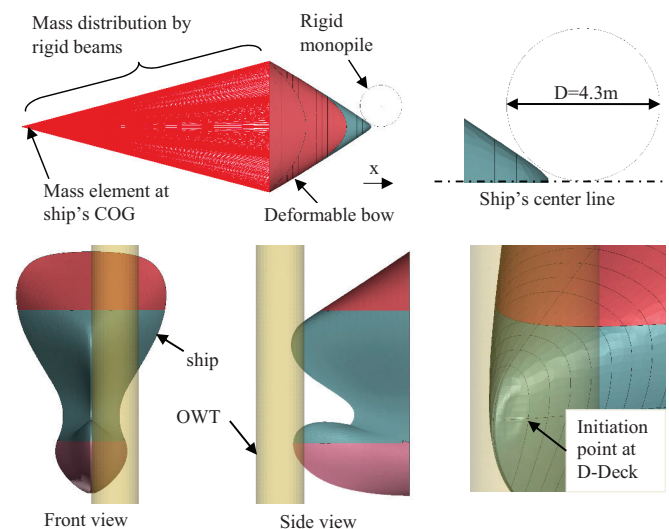 Mass distribution by
rigid beams
Rigid
monopile
D=4.3m
x
Mass element at
ship's COG
Deformable bow
Ship's center line
ship
OWT
Initiation
point at
D-Deck
Front view
Side view